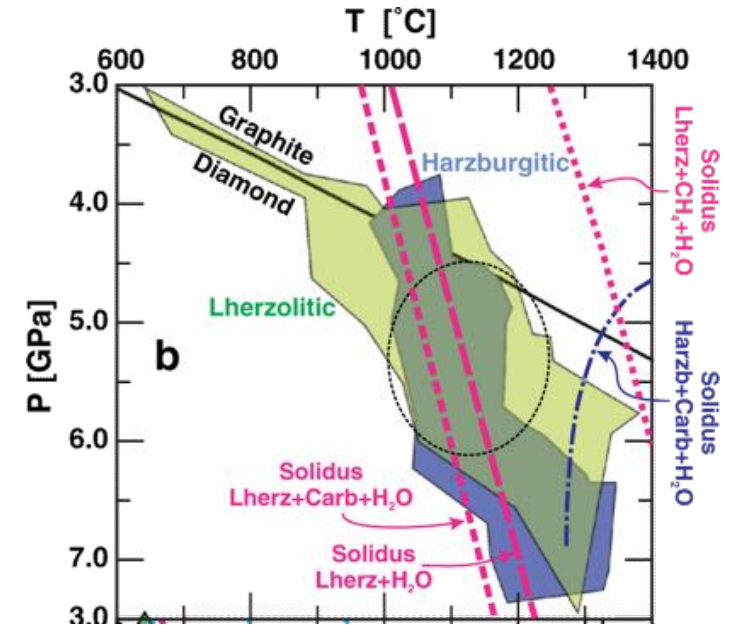 T [°C]
600 800 1000 1200 1400
3.0
Graphite
Diamond
Harzburgitic
Solidus
Lherz+CH₄+H₂O
4.0
Lherzolitic
5.0
P [GPa]
b
Solidus
Harzb+Carb+H₂O
6.0
Solidus
Lherz+Carb+H₂O
7.0
Solidus
Lherz+H₂O
3.0